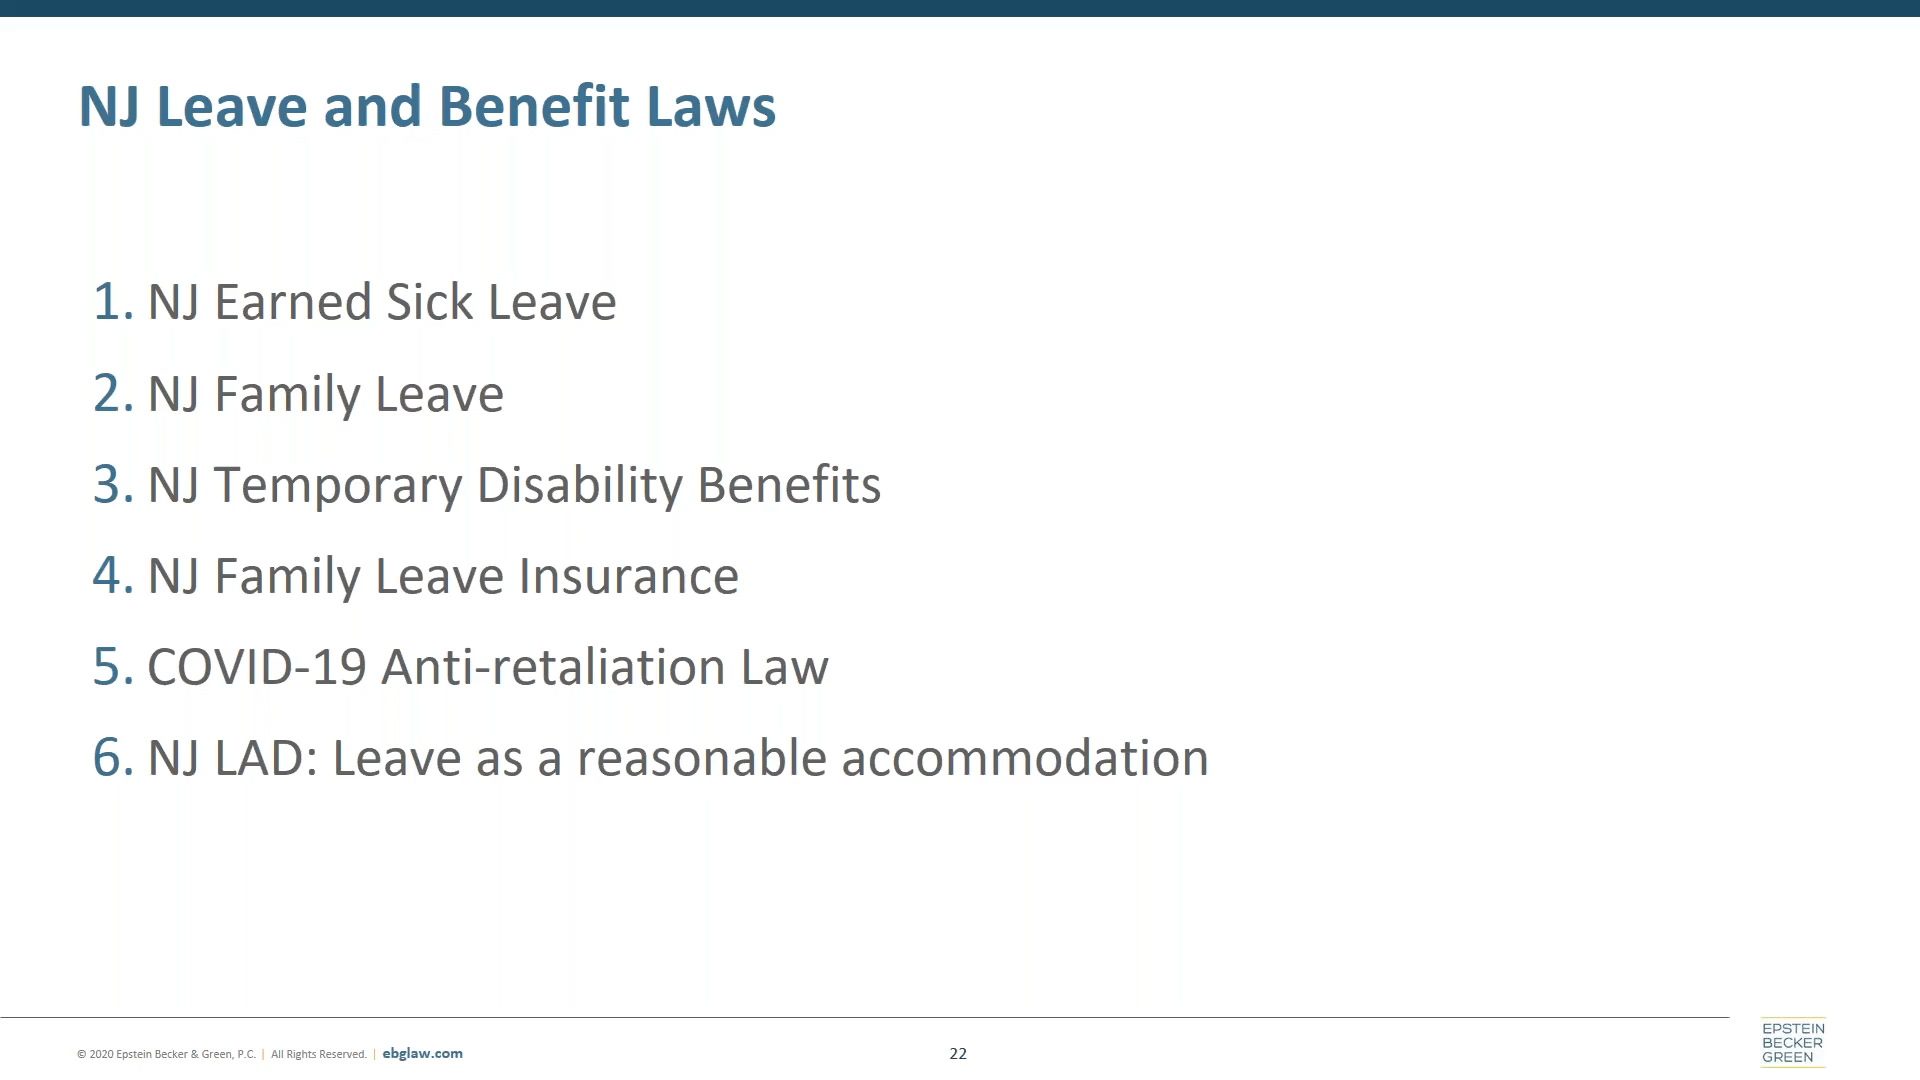 NJ Leave and Benefit Laws
1. NJ Earned Sick Leave
2. NJ Family Leave
3. NJ Temporary Disability Benefits
4. NJ Family Leave Insurance
5. COVID-19 Anti-retaliation Law
6. NJ LAD: Leave as a reasonable accommodation
© 2020 Epstein Becker & Green, P.C. | All Rights Reserved. | ebglaw.com
22
EPSTEIN
BECKER
GREEN